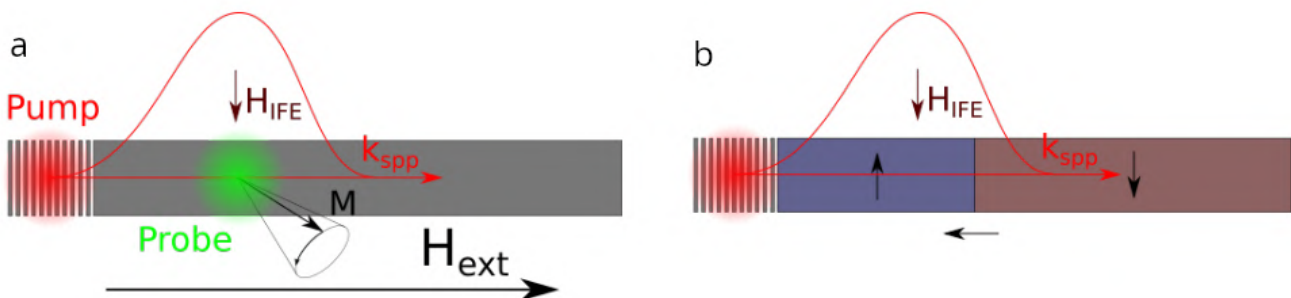 a
Pump
H_IFE
k_spp
M
Probe
H_ext
b
H_IFE
k_spp